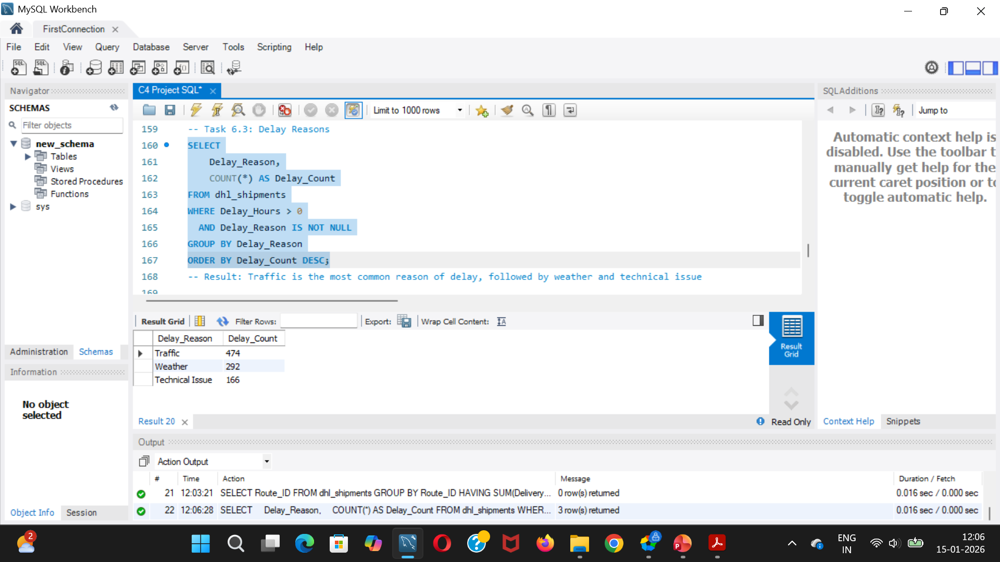 MySQL Workbench
FirstConnection
File Edit View Query Database Server Tools Scripting Help
Navigator
SCHEMAS
Filter objects
new_schema
Tables
Views
Stored Procedures
Functions
sys
Administration Schemas
Information
No object
selected
Object Info Session
C4 Project SQL*
Limit to 1000 rows
159 -- Task 6.3: Delay Reasons
160 SELECT
161 Delay_Reason,
162 COUNT(*) AS Delay_Count
163 FROM dhl_shipments
164 WHERE Delay_Hours > 0
165 AND Delay_Reason IS NOT NULL
166 GROUP BY Delay_Reason
167 ORDER BY Delay_Count DESC;
168 -- Result: Traffic is the most common reason of delay, followed by weather and technical issue
169
Result Grid Filter Rows: Export: Wrap Cell Content:
Delay_Reason Delay_Count
Traffic 474
Weather 292
Technical Issue 166
Result
Grid
Result 20
Read Only
SQLAdditions
Jump to
Automatic context help is
disabled. Use the toolbar t
manually get help for the
current caret position or to
toggle automatic help.
Context Help Snippets
Output
Action Output
# Time Action Message Duration / Fetch
21 12:03:21 SELECT Route_ID FROM dhl_shipments GROUP BY Route_ID HAVING SUM(Delivery... 0 row(s) returned 0.016 sec / 0.000 sec
22 12:06:28 SELECT Delay_Reason, COUNT(*) AS Delay_Count FROM dhl_shipments WHER... 3 row(s) returned 0.016 sec / 0.000 sec
2
ENG
IN
12:06
15-01-2026